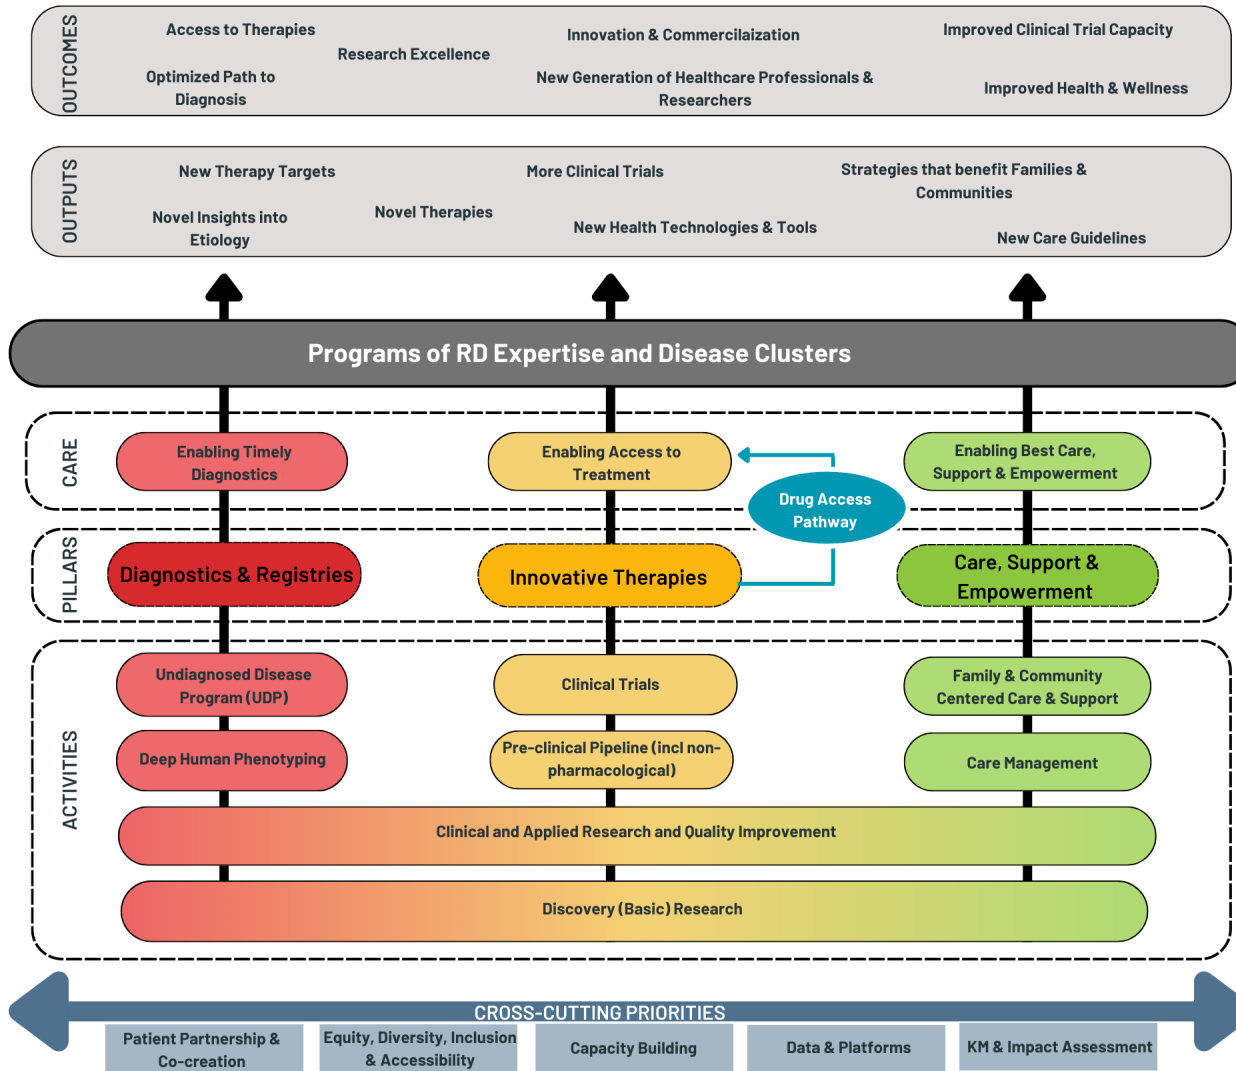 OUTCOMES
Access to Therapies
Research Excellence
Innovation & Commercilaization
Improved Clinical Trial Capacity
Optimized Path to
Diagnosis
New Generation of Healthcare Professionals &
Researchers
Improved Health & Wellness
OUTPUTS
New Therapy Targets
More Clinical Trials
Strategies that benefit Families &
Communities
Novel Insights into
Etiology
Novel Therapies
New Health Technologies & Tools
New Care Guidelines
Programs of RD Expertise and Disease Clusters
CARE
Enabling Timely
Diagnostics
Enabling Access to
Treatment
Enabling Best Care,
Support & Empowerment
Drug Access
Pathway
PILLARS
Diagnostics & Registries
Innovative Therapies
Care, Support &
Empowerment
ACTIVITIES
Undiagnosed Disease
Program (UDP)
Clinical Trials
Family & Community
Centered Care & Support
Deep Human Phenotyping
Pre-clinical Pipeline (incl non-
pharmacological)
Care Management
Clinical and Applied Research and Quality Improvement
Discovery (Basic) Research
CROSS-CUTTING PRIORITIES
Patient Partnership &
Co-creation
Equity, Diversity, Inclusion
& Accessibility
Capacity Building
Data & Platforms
KM & Impact Assessment